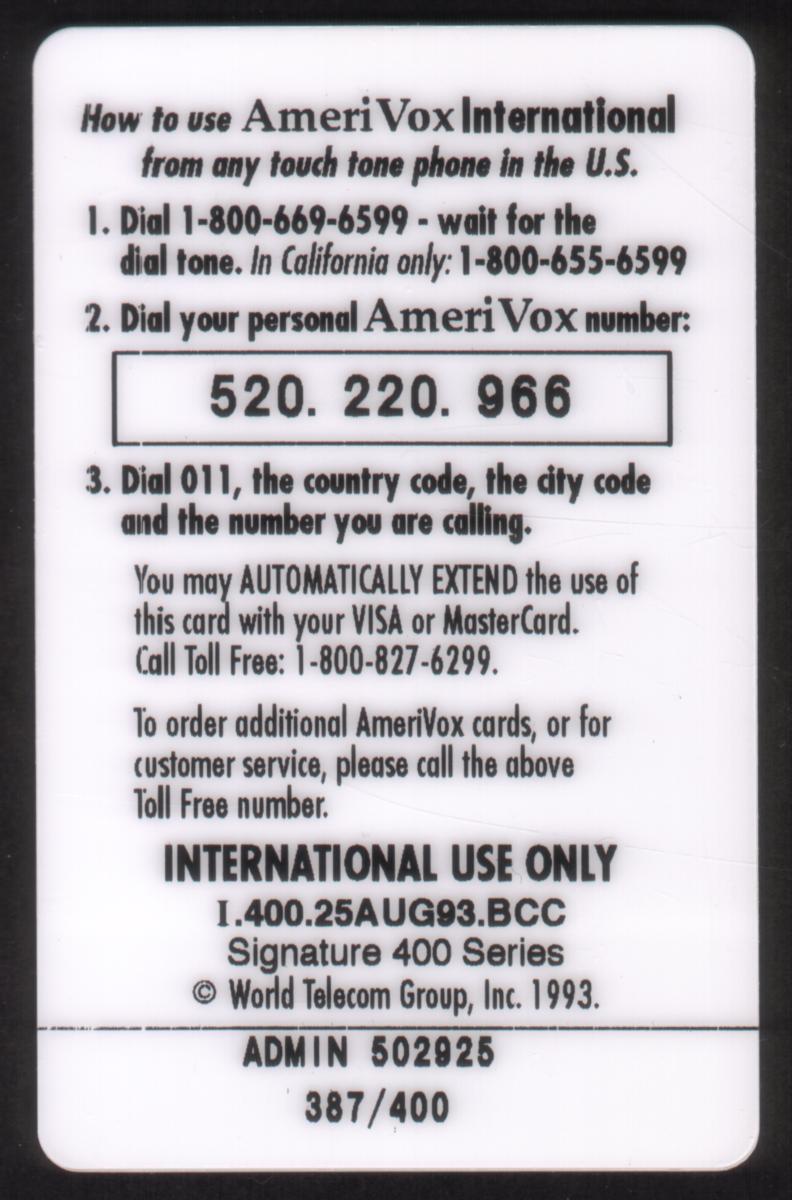 How to use AmeriVox International
from any touch tone phone in the U.S.
1. Dial 1-800-669-6599 - wait for the
dial tone. In California only: 1-800-655-6599
2. Dial your personal AmeriVox number:
520. 220. 966
3. Dial 011, the country code, the city code
and the number you are calling.
You may AUTOMATICALLY EXTEND the use of
this card with your VISA or MasterCard.
Call Toll Free: 1-800-827-6299.
To order additional AmeriVox cards, or for
customer service, please call the above
Toll Free number.
INTERNATIONAL USE ONLY
I.400.25AUG93.BCC
Signature 400 Series
© World Telecom Group, Inc. 1993.
ADMIN 502925
387/400